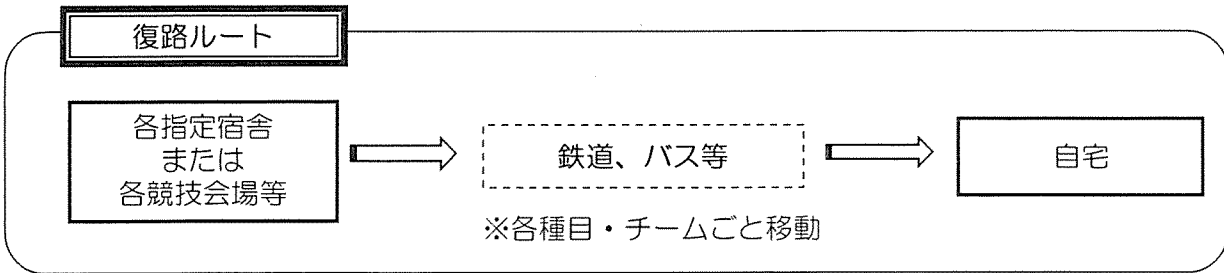 復路ルート
各指定宿舎
または
各競技会場等
鉄道、バス等
自宅
※各種目・チームごと移動